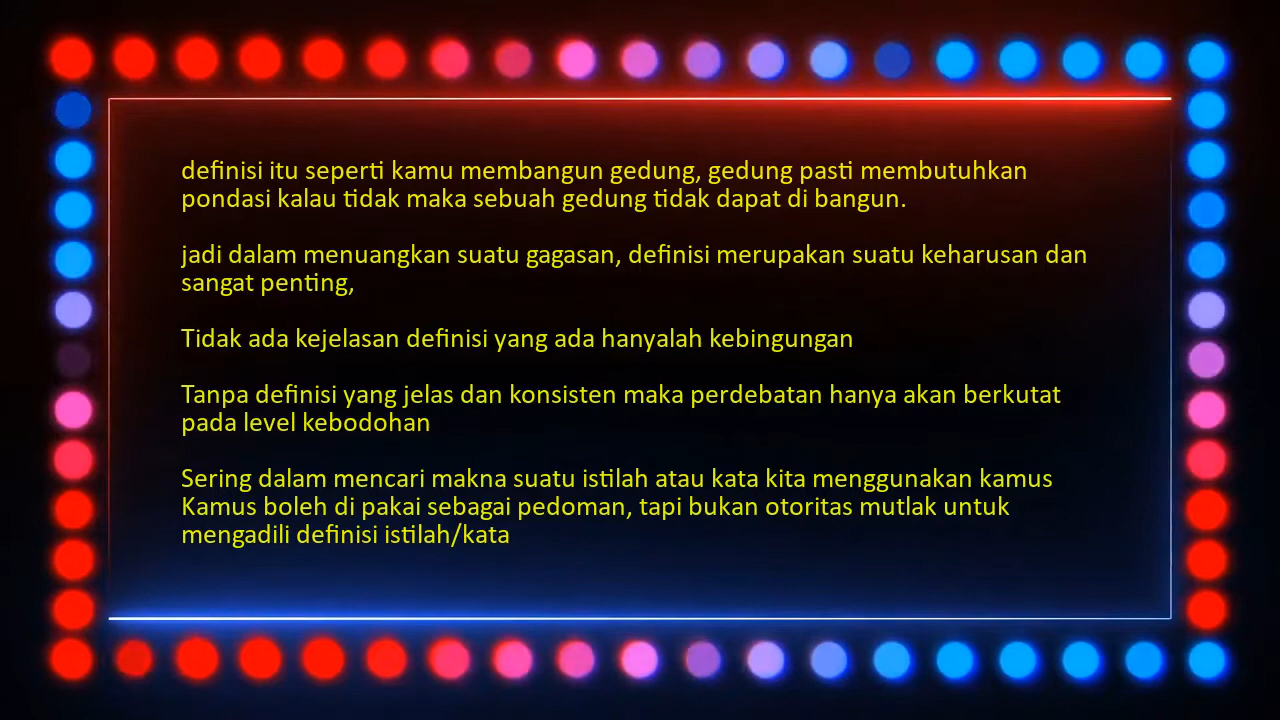 definisi itu seperti kamu membangun gedung, gedung pasti membutuhkan
pondasi kalau tidak maka sebuah gedung tidak dapat di bangun.
jadi dalam menuangkan suatu gagasan, definisi merupakan suatu keharusan dan
sangat penting,
Tidak ada kejelasan definisi yang ada hanyalah kebingungan
Tanpa definisi yang jelas dan konsisten maka perdebatan hanya akan berkutat
pada level kebodohan
Sering dalam mencari makna suatu istilah atau kata kita menggunakan kamus
Kamus boleh di pakai sebagai pedoman, tapi bukan otoritas mutlak untuk
mengadili definisi istilah/kata